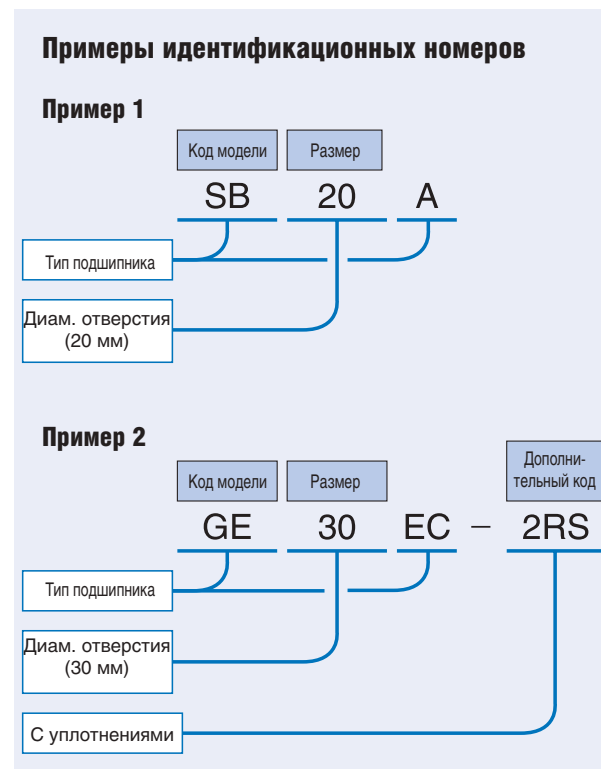 Примеры идентификационных номеров
Пример 1
Код модели Размер
SB 20 A
Тип подшипника
Диам. отверстия
(20 мм)
Пример 2
Дополни-
тельный код
Код модели Размер
GE 30 EC – 2RS
Тип подшипника
Диам. отверстия
(30 мм)
С уплотнениями